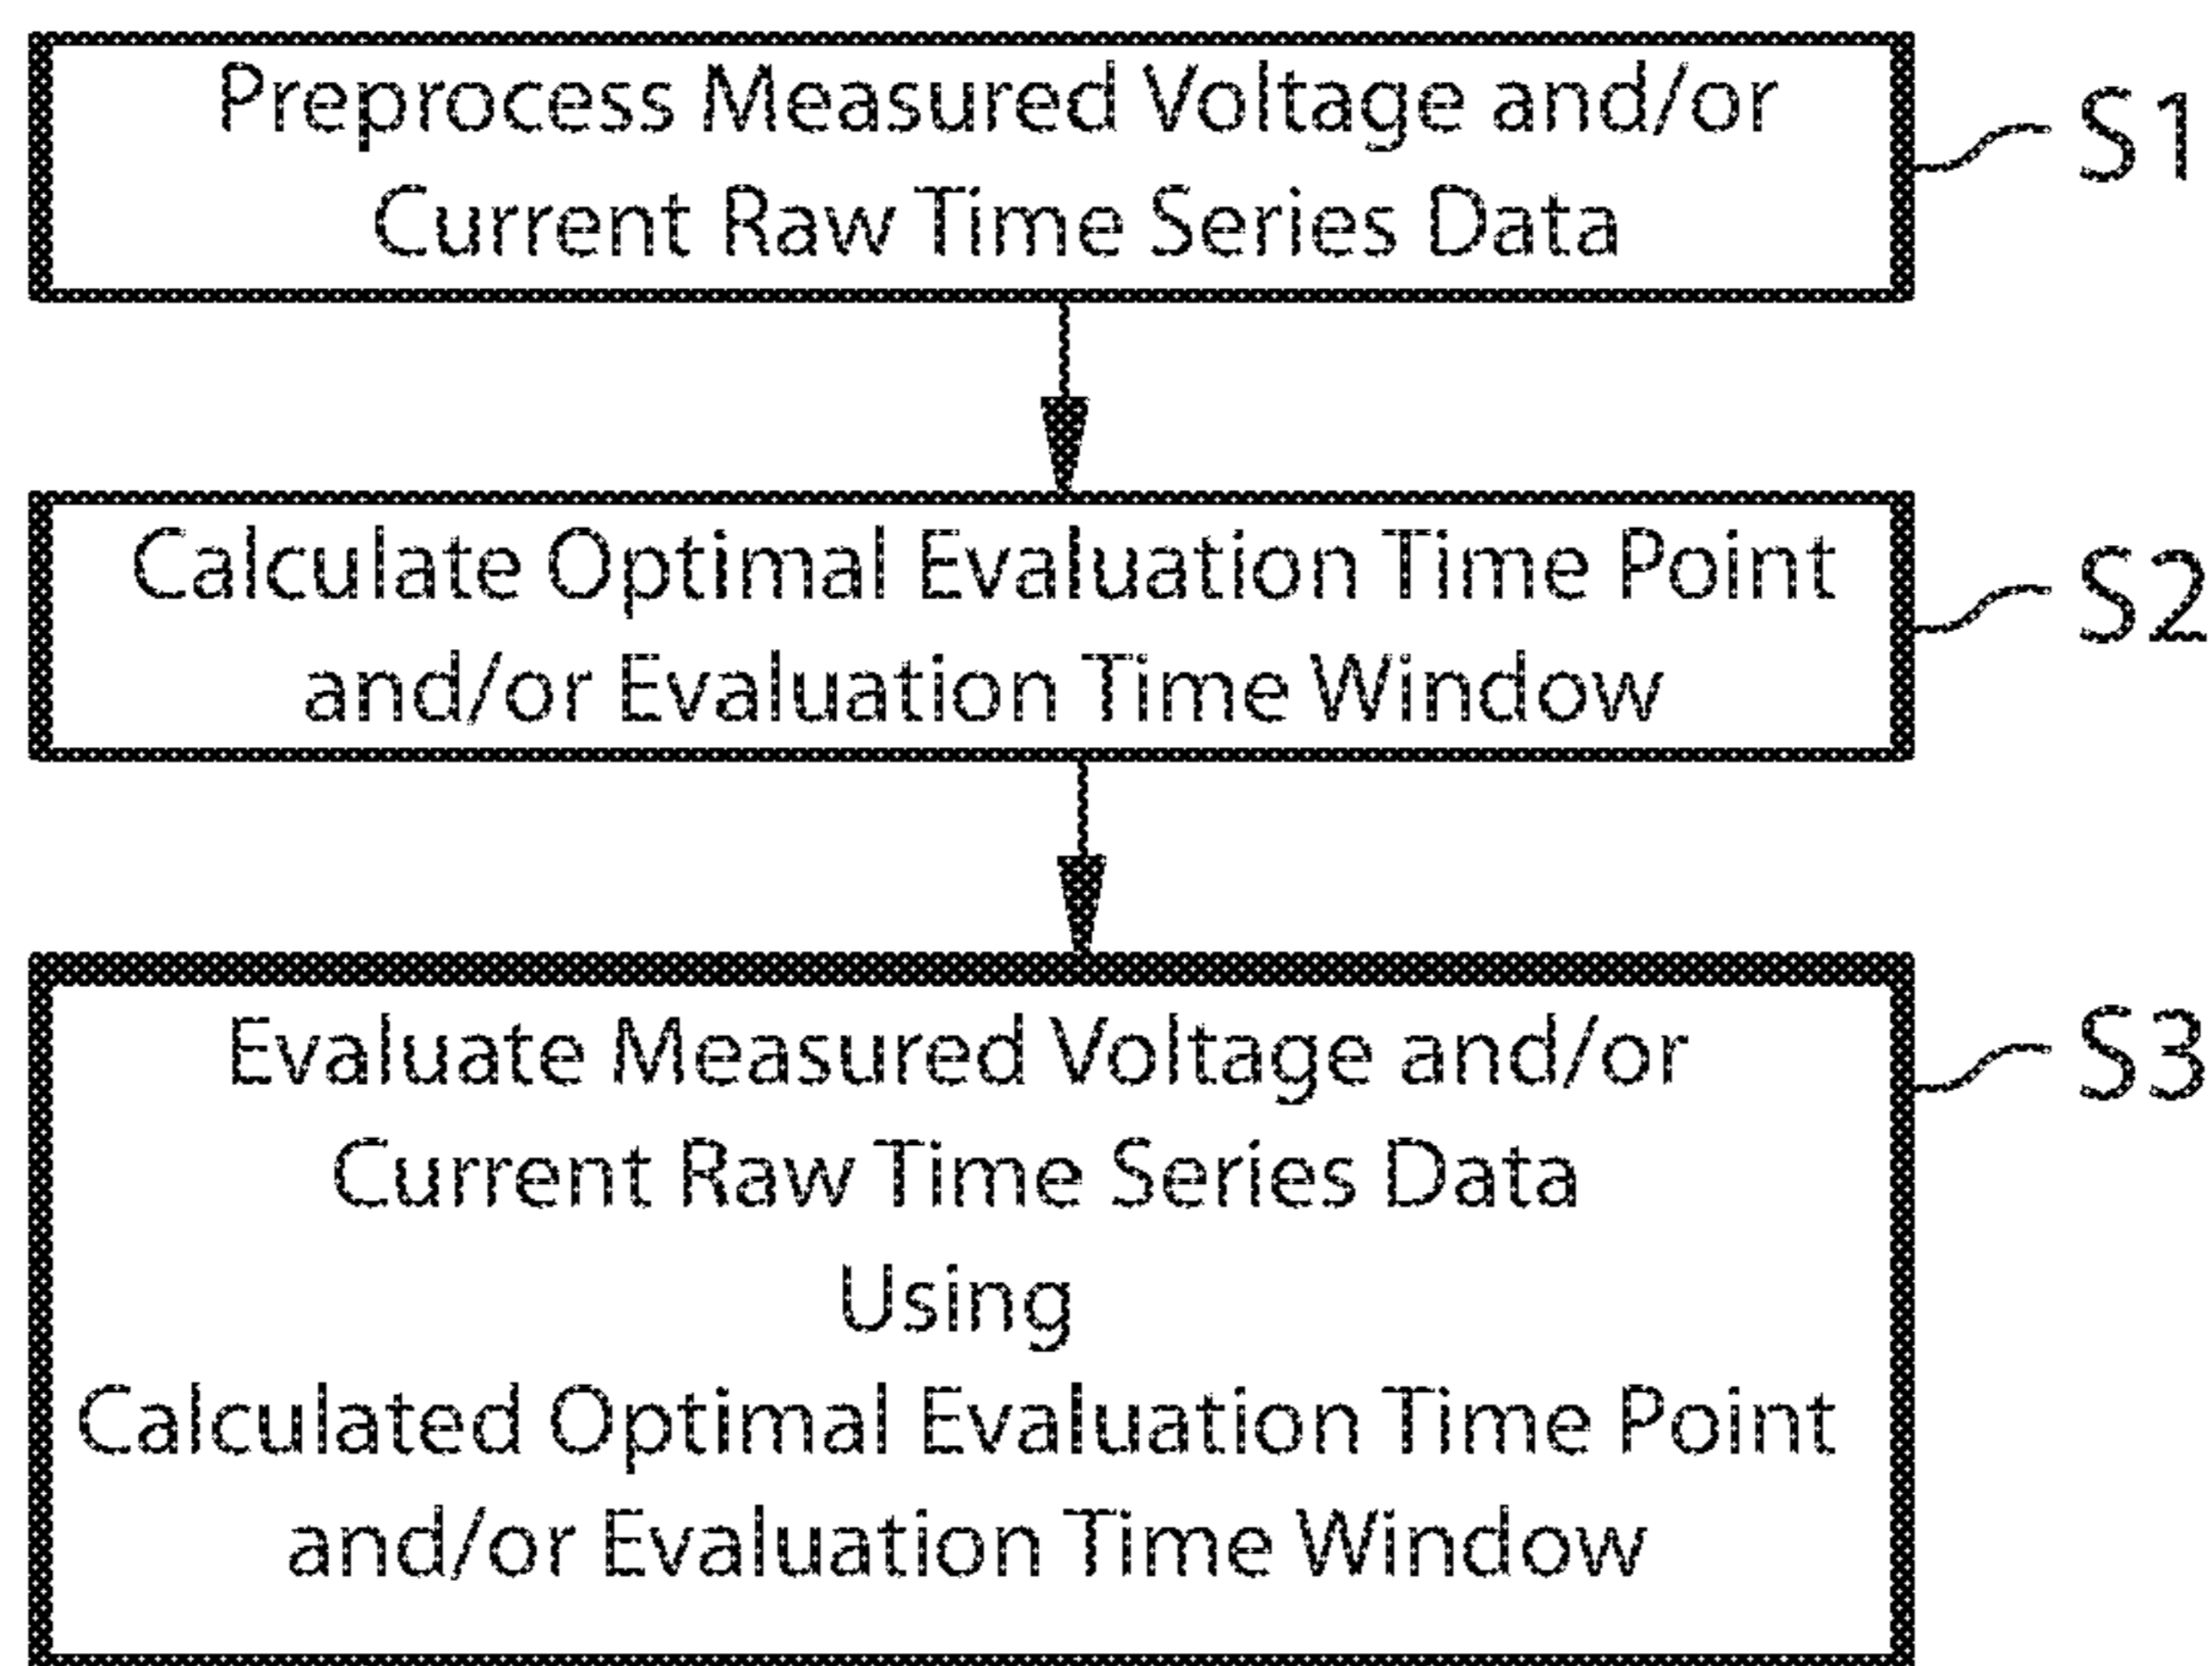 Preprocess Measured Voltage and/or
Current Raw Time Series Data
S1
Calculate Optimal Evaluation Time Point
and/or Evaluation Time Window
S2
Evaluate Measured Voltage and/or
Current Raw Time Series Data
Using
Calculated Optimal Evaluation Time Point
and/or Evaluation Time Window
S3